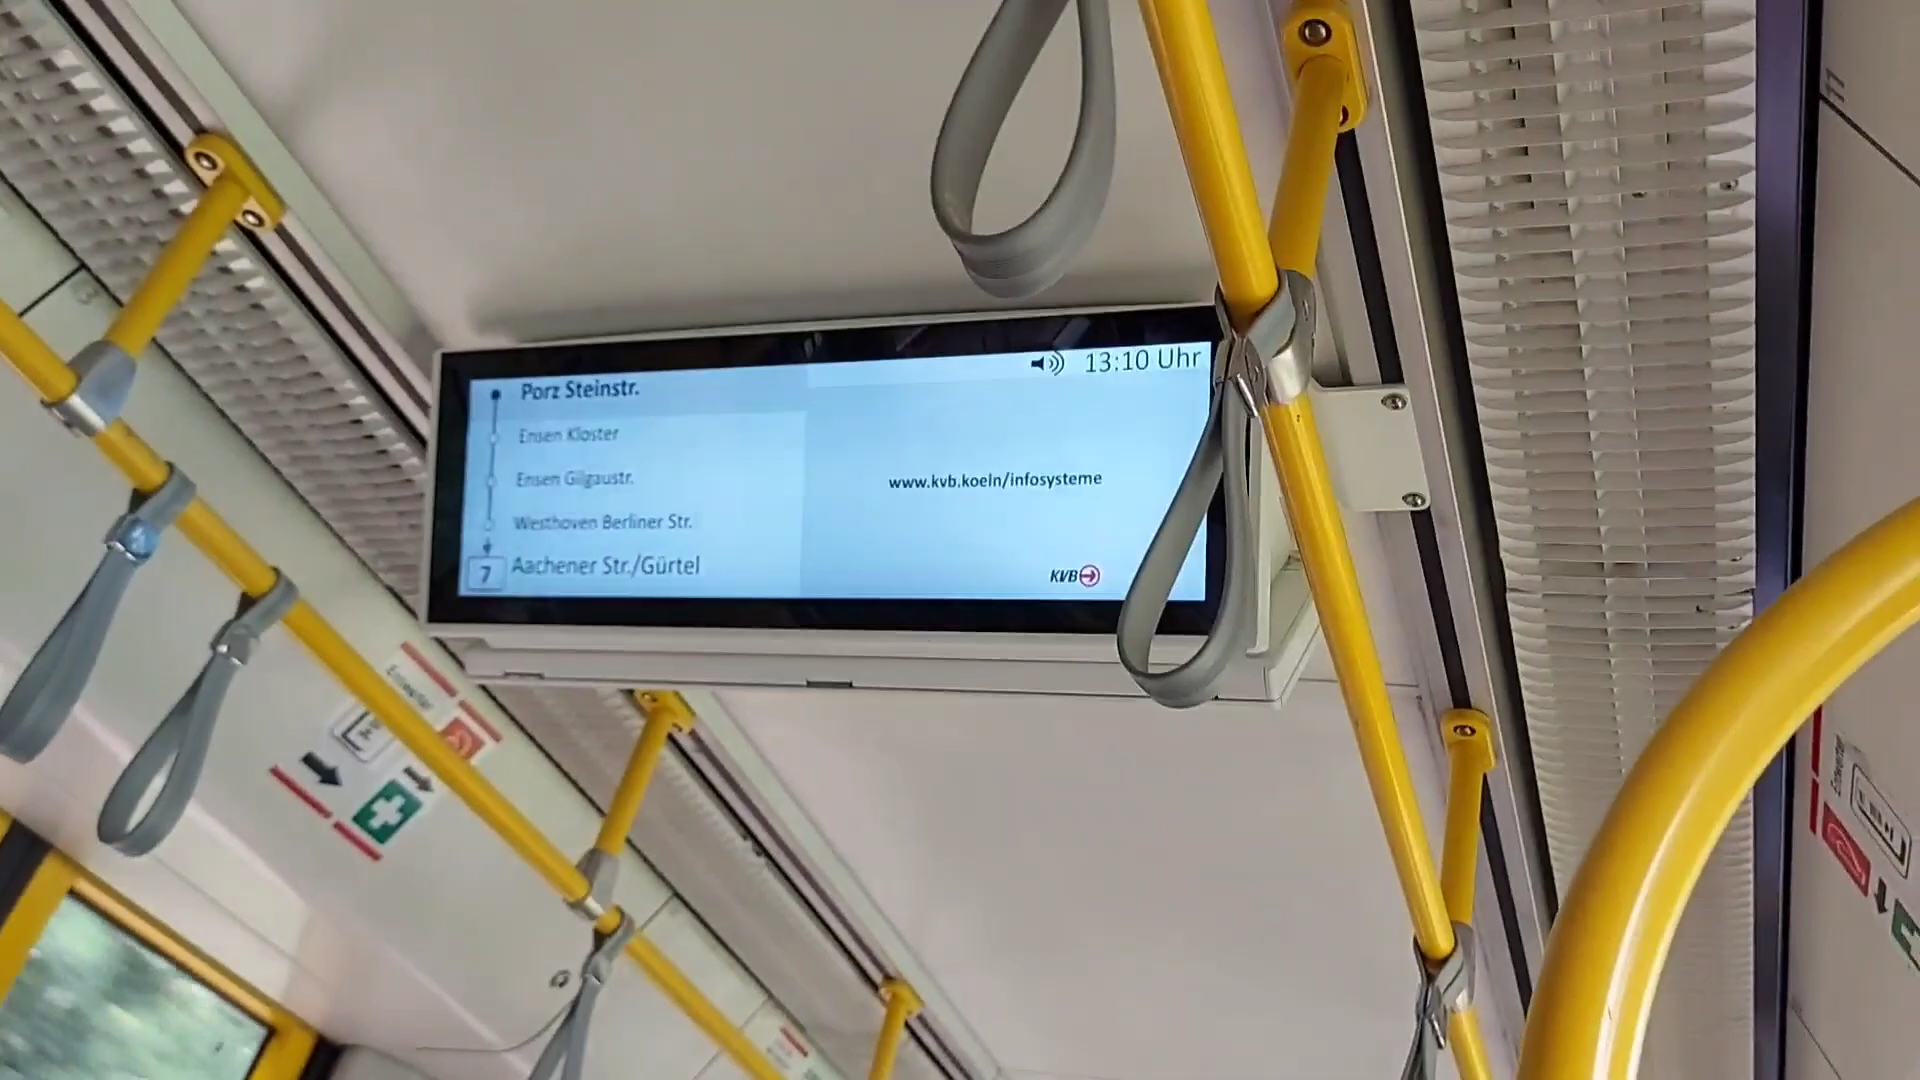 13:10 Uhr
Porz Steinstr.
Ensen Kloster
Ensen Gilgaustr.
Westhoven Berliner Str.
7 Aachener Str./Gürtel
www.kvb.koeln/infosysteme
KVB